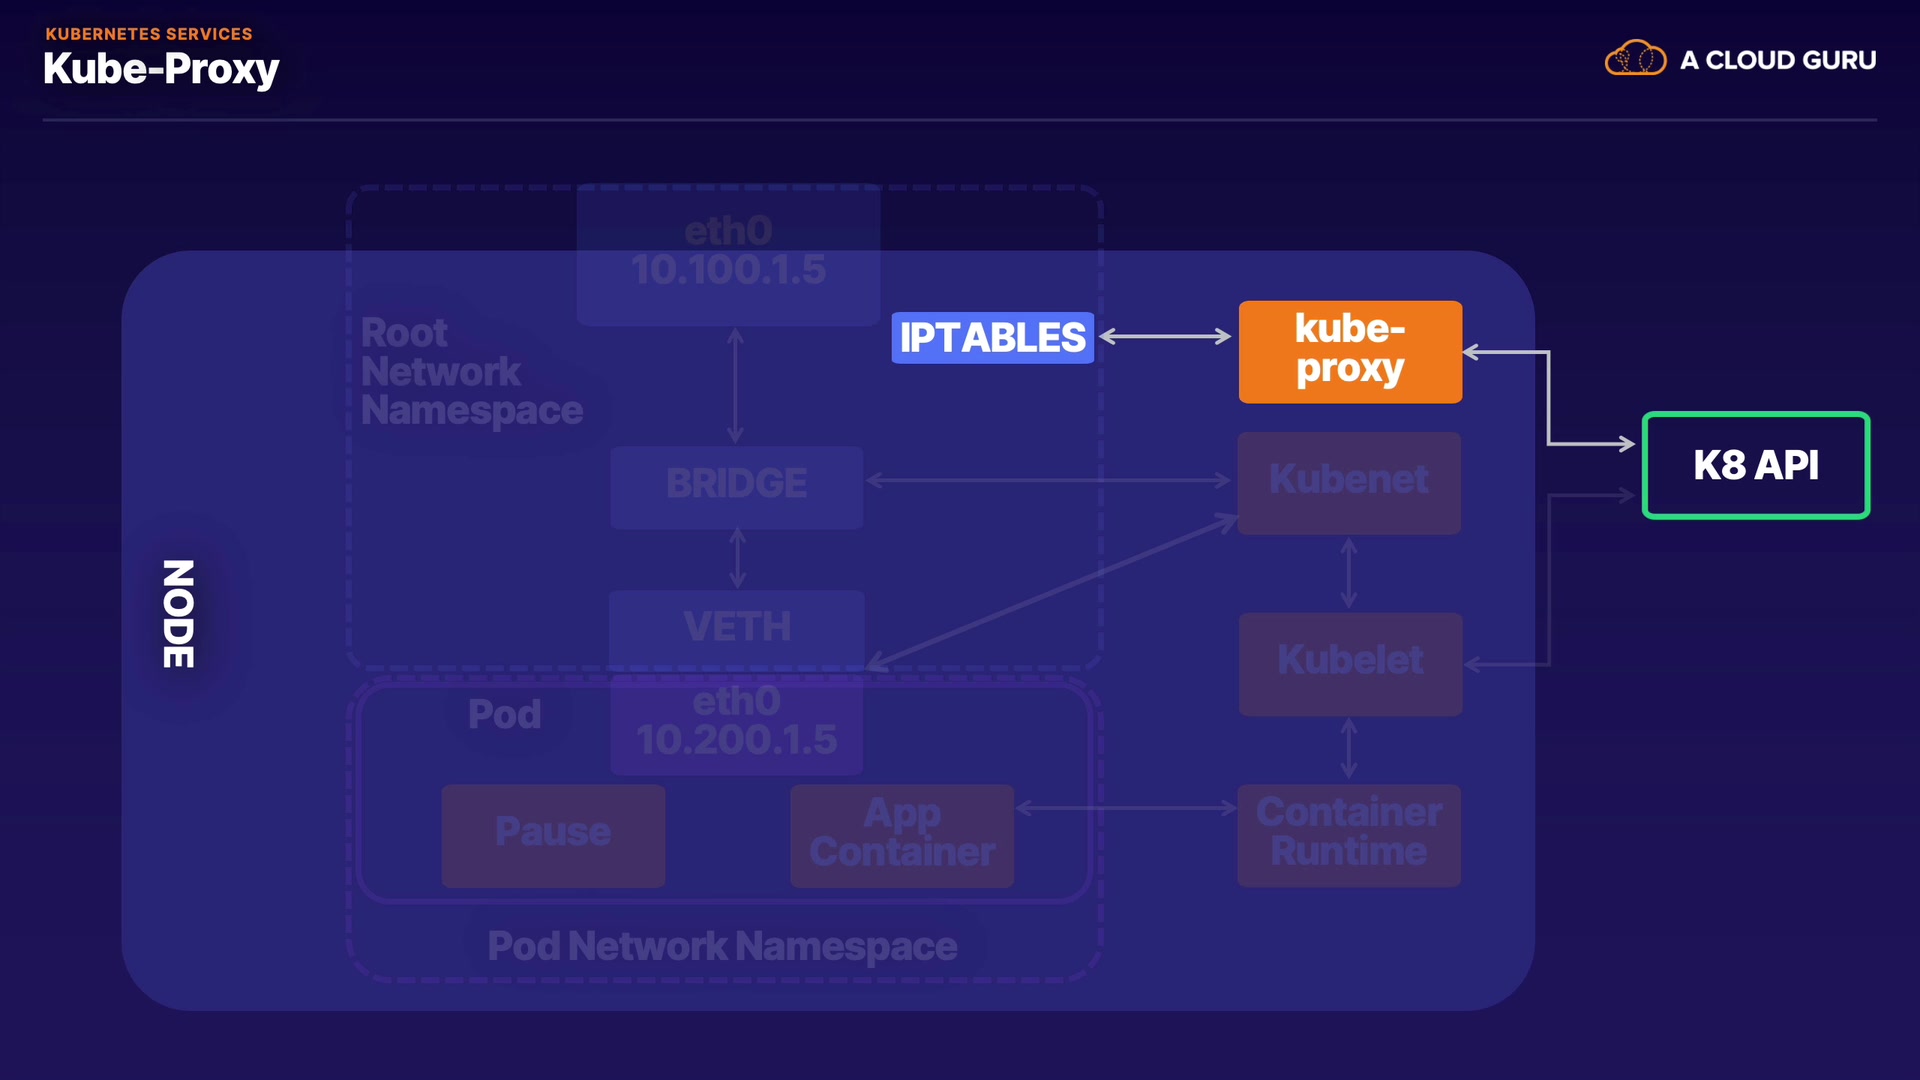 KUBERNETES SERVICES
Kube-Proxy
A CLOUD GURU
eth0
10.100.1.5
Root
Network
Namespace
IPTABLES
kube-
proxy
K8 API
BRIDGE
Kubenet
NODE
VETH
Kubelet
Pod
eth0
10.200.1.5
Pause
App
Container
Container
Runtime
Pod Network Namespace